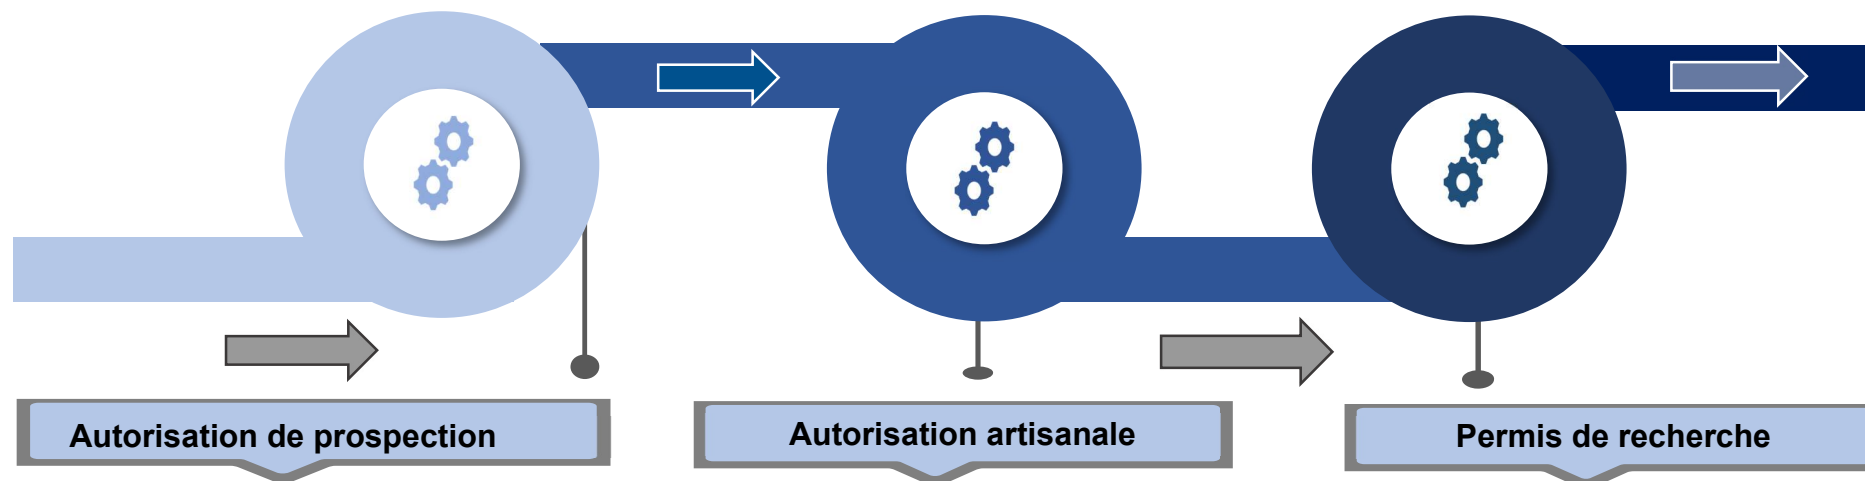 Autorisation de prospection
Autorisation artisanale
Permis de recherche